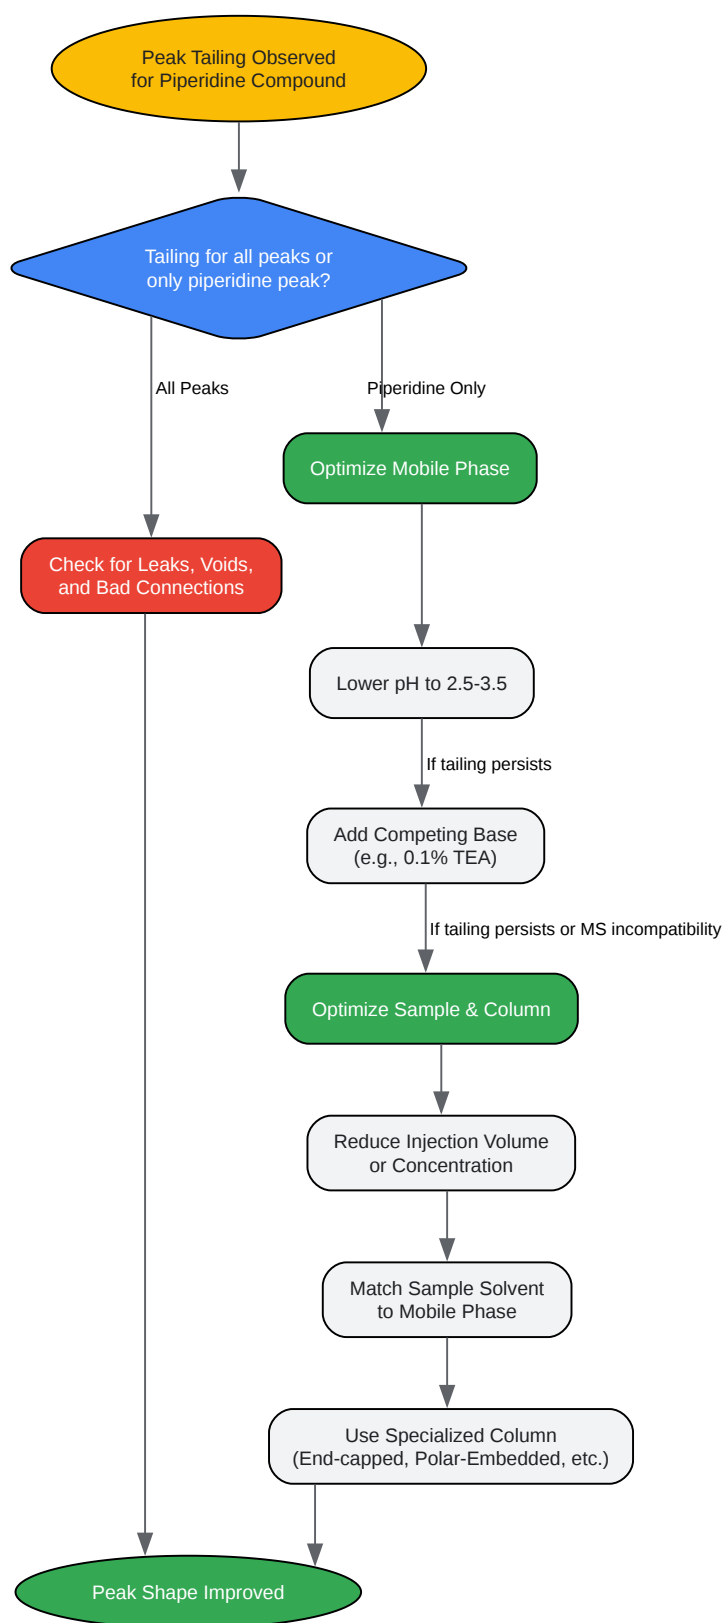 Peak Tailing Observed
for Piperidine Compound
Tailing for all peaks or
only piperidine peak?
All Peaks
Piperidine Only
Optimize Mobile Phase
Check for Leaks, Voids,
and Bad Connections
Lower pH to 2.5-3.5
If tailing persists
Add Competing Base
(e.g., 0.1% TEA)
If tailing persists or MS incompatibility
Optimize Sample & Column
Reduce Injection Volume
or Concentration
Match Sample Solvent
to Mobile Phase
Use Specialized Column
(End-capped, Polar-Embedded, etc.)
Peak Shape Improved